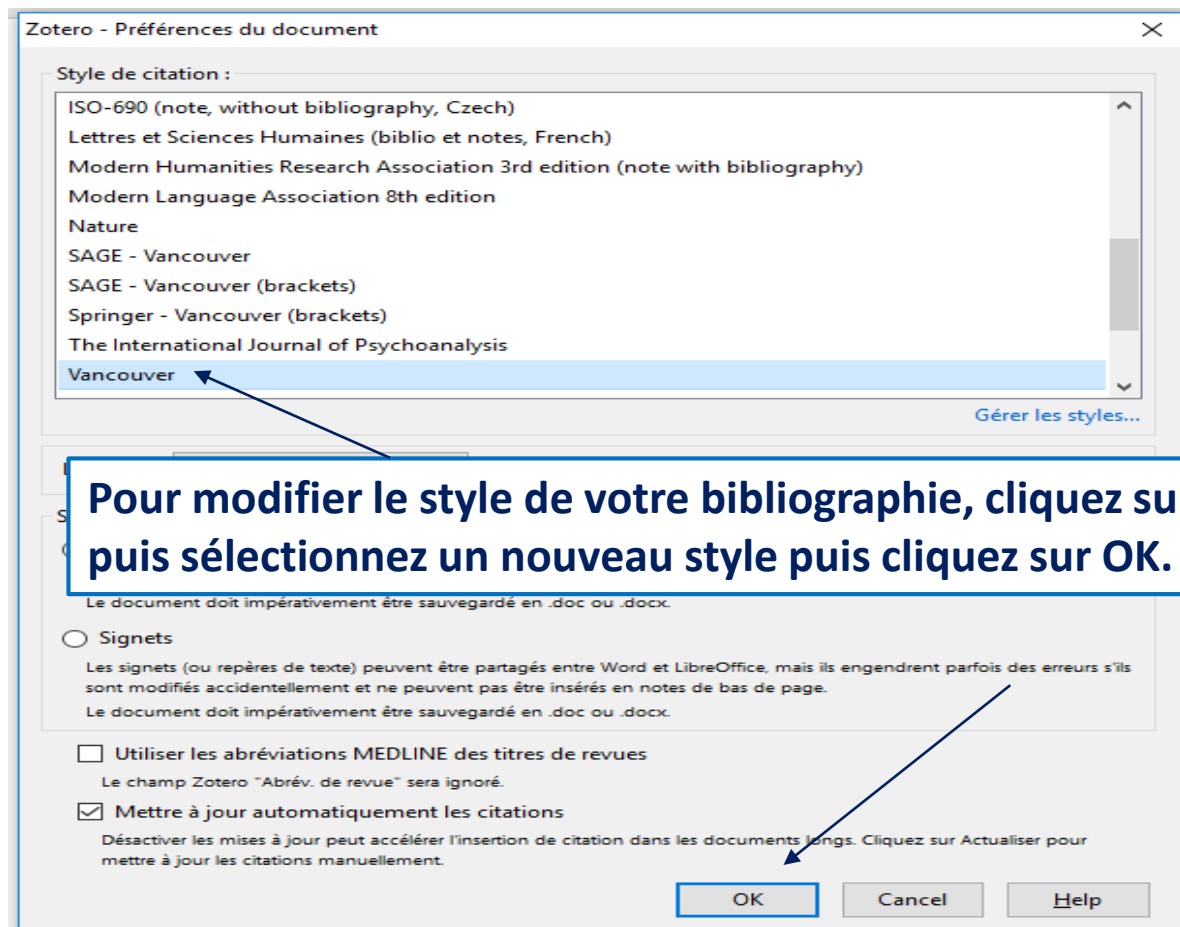 Zotero - Préférences du document
Style de citation :
ISO-690 (note, without bibliography, Czech)
Lettres et Sciences Humaines (biblio et notes, French)
Modern Humanities Research Association 3rd edition (note with bibliography)
Modern Language Association 8th edition
Nature
SAGE - Vancouver
SAGE - Vancouver (brackets)
Springer - Vancouver (brackets)
The International Journal of Psychoanalysis
Vancouver
Gérer les styles...
Pour modifier le style de votre bibliographie, cliquez su
puis sélectionnez un nouveau style puis cliquez sur OK.
Le document doit impérativement être sauvegardé en .doc ou .docx.
Signets
Les signets (ou repères de texte) peuvent être partagés entre Word et LibreOffice, mais ils engendrent parfois des erreurs s'ils
sont modifiés accidentellement et ne peuvent pas être insérés en notes de bas de page.
Le document doit impérativement être sauvegardé en .doc ou .docx.
Utiliser les abréviations MEDLINE des titres de revues
Le champ Zotero "Abrév. de revue" sera ignoré.
Mettre à jour automatiquement les citations
Désactiver les mises à jour peut accélérer l'insertion de citation dans les documents longs. Cliquez sur Actualiser pour
mettre à jour les citations manuellement.
OK Cancel Help